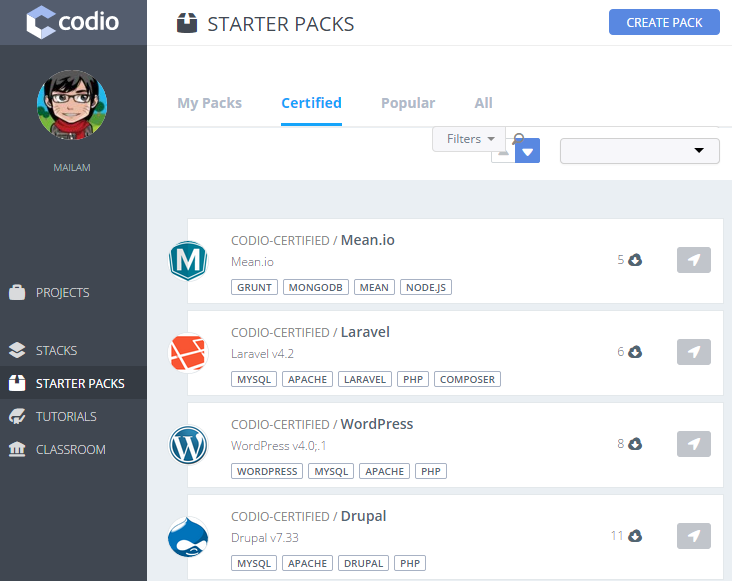 codio
STARTER PACKS
CREATE PACK
MAILAM
My Packs Certified Popular All
Filters
PROJECTS
STACKS
STARTER PACKS
TUTORIALS
CLASSROOM
CODIO-CERTIFIED / Mean.io
Mean.io
5
GRUNT MONGODB MEAN NODE.JS
CODIO-CERTIFIED / Laravel
Laravel v4.2
6
MYSQL APACHE LARAVEL PHP COMPOSER
CODIO-CERTIFIED / WordPress
WordPress v4.0;.1
8
WORDPRESS MYSQL APACHE PHP
CODIO-CERTIFIED / Drupal
Drupal v7.33
11
MYSQL APACHE DRUPAL PHP